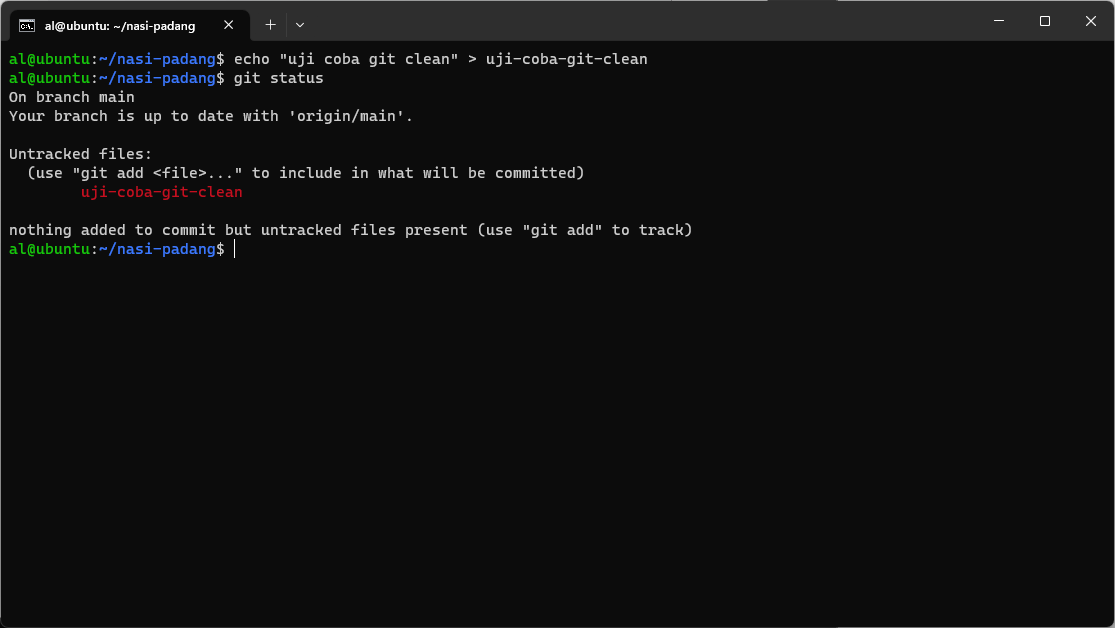 al@ubuntu: ~/nasi-padang
al@ubuntu:~/nasi-padang$ echo "uji coba git clean" > uji-coba-git-clean
al@ubuntu:~/nasi-padang$ git status
On branch main
Your branch is up to date with 'origin/main'.
Untracked files:
(use "git add <file>..." to include in what will be committed)
uji-coba-git-clean
nothing added to commit but untracked files present (use "git add" to track)
al@ubuntu:~/nasi-padang$